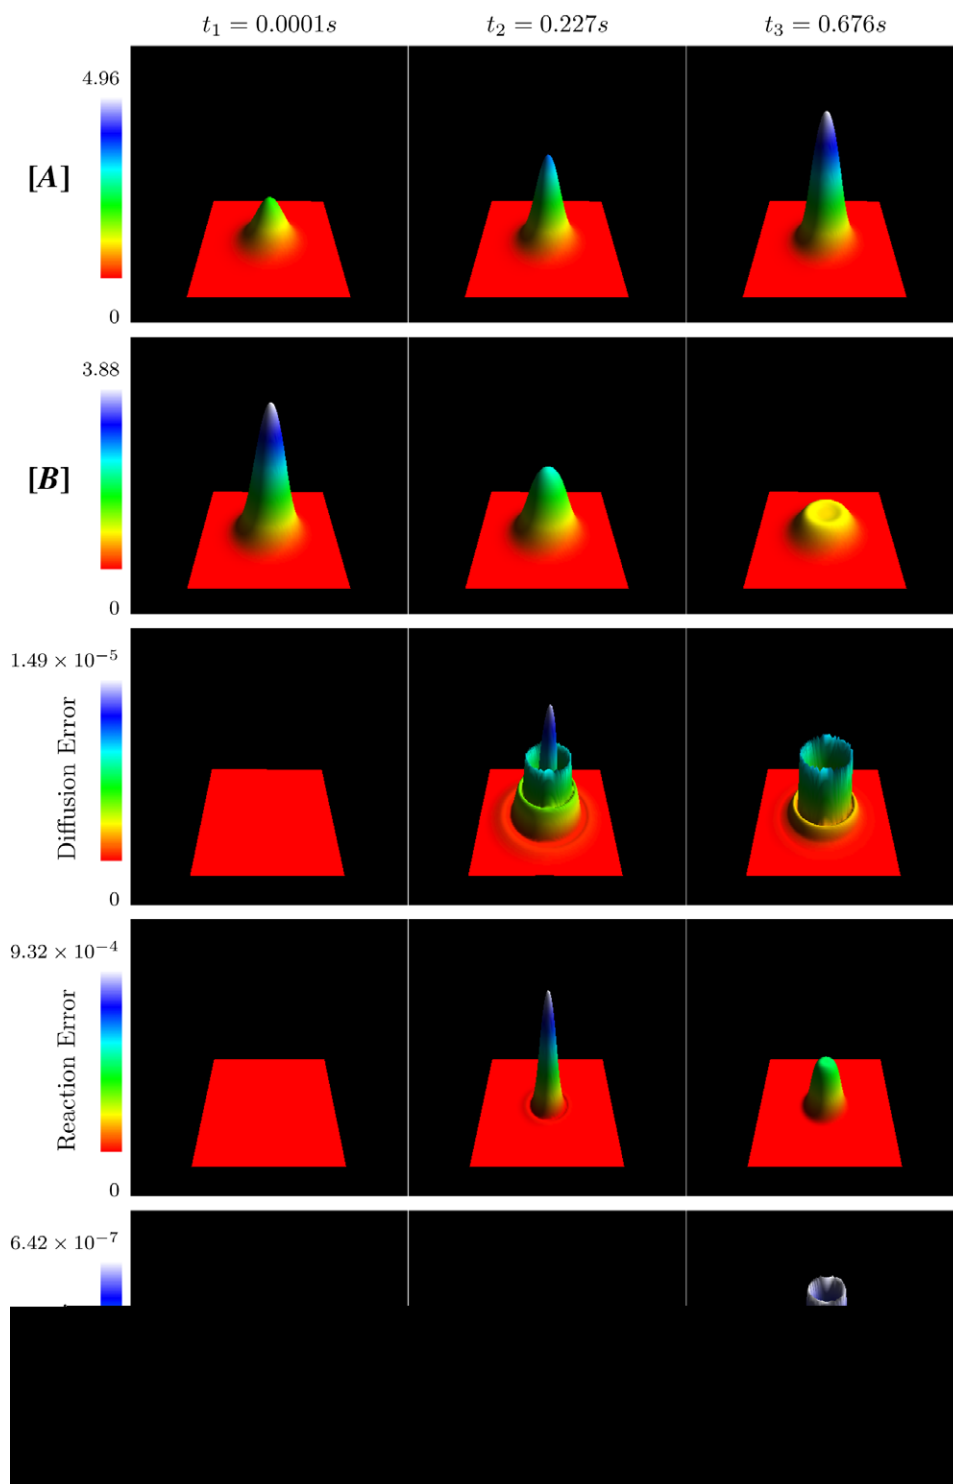 t₁ = 0.0001s t₂ = 0.227s t₃ = 0.676s
4.96
[A]
0
3.88
[B]
0
1.49 × 10⁻⁵
Diffusion Error
0
9.32 × 10⁻⁴
Reaction Error
0
6.42 × 10⁻⁷